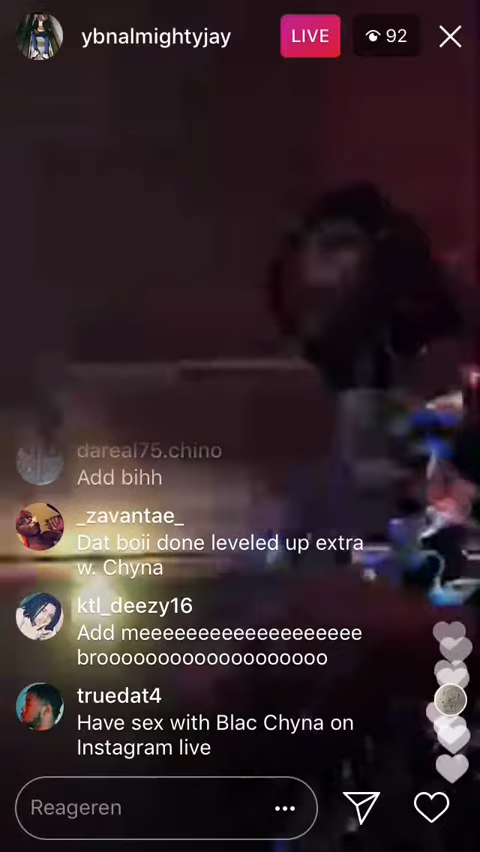 ybnalmightyjay
LIVE
92
dareal75.chino
Add bihh
_zavantae_
Dat boii done leveled up extra
w. Chyna
ktl_deezy16
Add meeeeeeeeeeeeeeeeeee
brooooooooooooooooooo
truedat4
Have sex with Blac Chyna on
Instagram live
Reageren